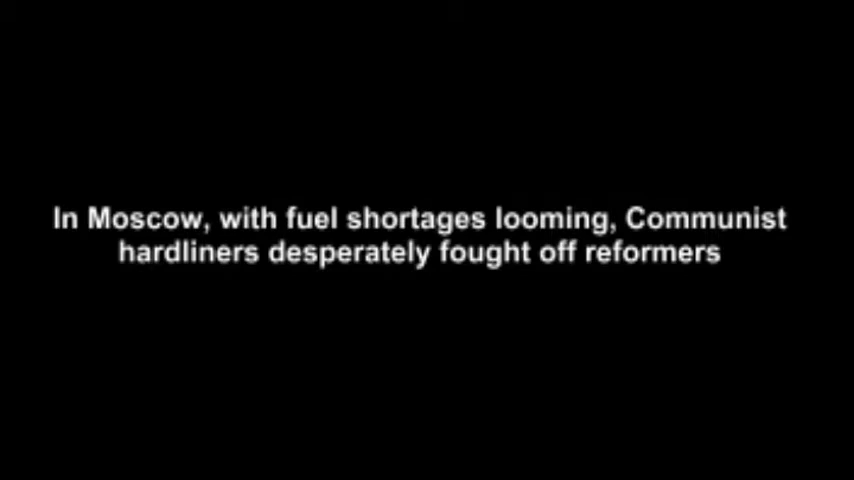 In Moscow, with fuel shortages looming, Communist
hardliners desperately fought off reformers